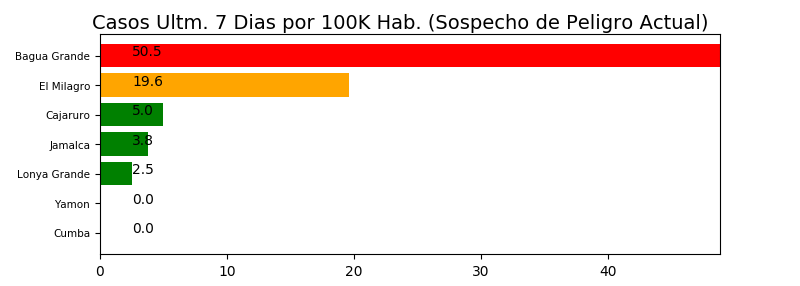 Casos Ultm. 7 Dias por 100K Hab. (Sospecho de Peligro Actual)
Bagua Grande 50.5
El Milagro 19.6
Cajaruro 5.0
Jamalca 3.8
Lonya Grande 2.5
Yamon 0.0
Cumba 0.0
0 10 20 30 40